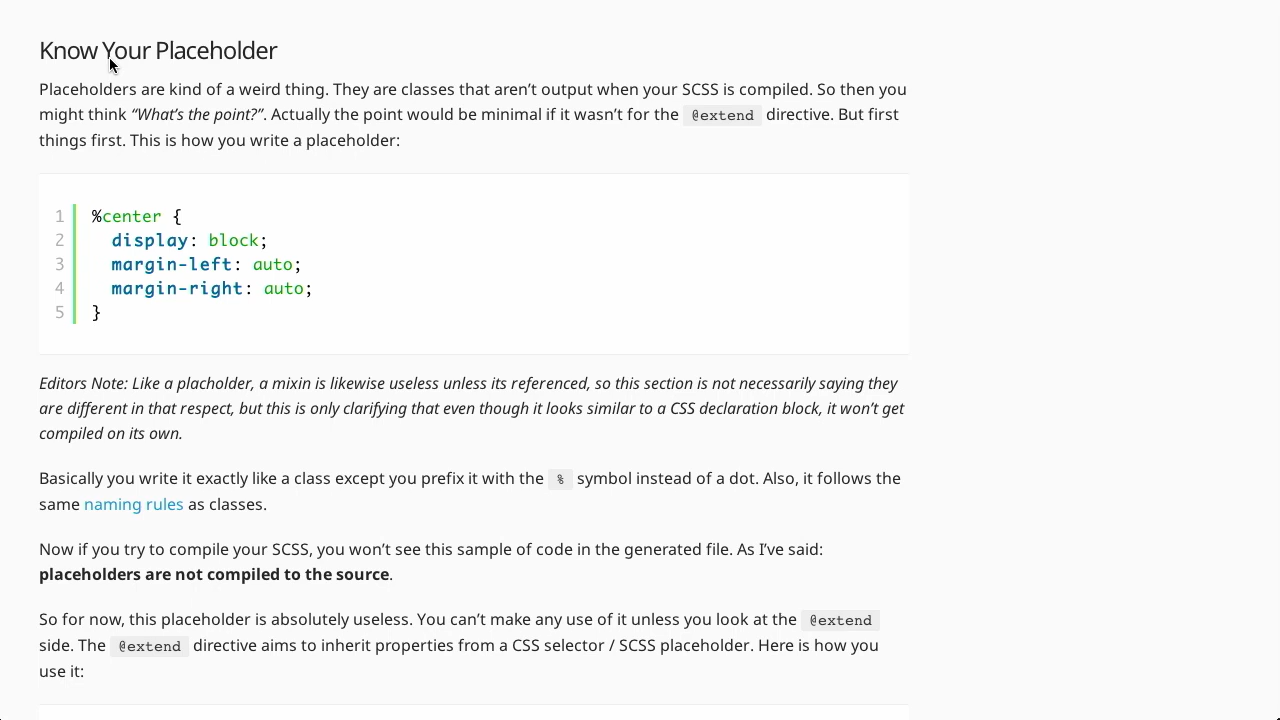 Know Your Placeholder
Placeholders are kind of a weird thing. They are classes that aren’t output when your SCSS is compiled. So then you
might think “What’s the point?”. Actually the point would be minimal if it wasn’t for the @extend directive. But first
things first. This is how you write a placeholder:
1 %center {
2   display: block;
3   margin-left: auto;
4   margin-right: auto;
5 }
Editors Note: Like a placholder, a mixin is likewise useless unless its referenced, so this section is not necessarily saying they
are different in that respect, but this is only clarifying that even though it looks similar to a CSS declaration block, it won’t get
compiled on its own.
Basically you write it exactly like a class except you prefix it with the % symbol instead of a dot. Also, it follows the
same naming rules as classes.
Now if you try to compile your SCSS, you won’t see this sample of code in the generated file. As I’ve said:
placeholders are not compiled to the source.
So for now, this placeholder is absolutely useless. You can’t make any use of it unless you look at the @extend
side. The @extend directive aims to inherit properties from a CSS selector / SCSS placeholder. Here is how you
use it: